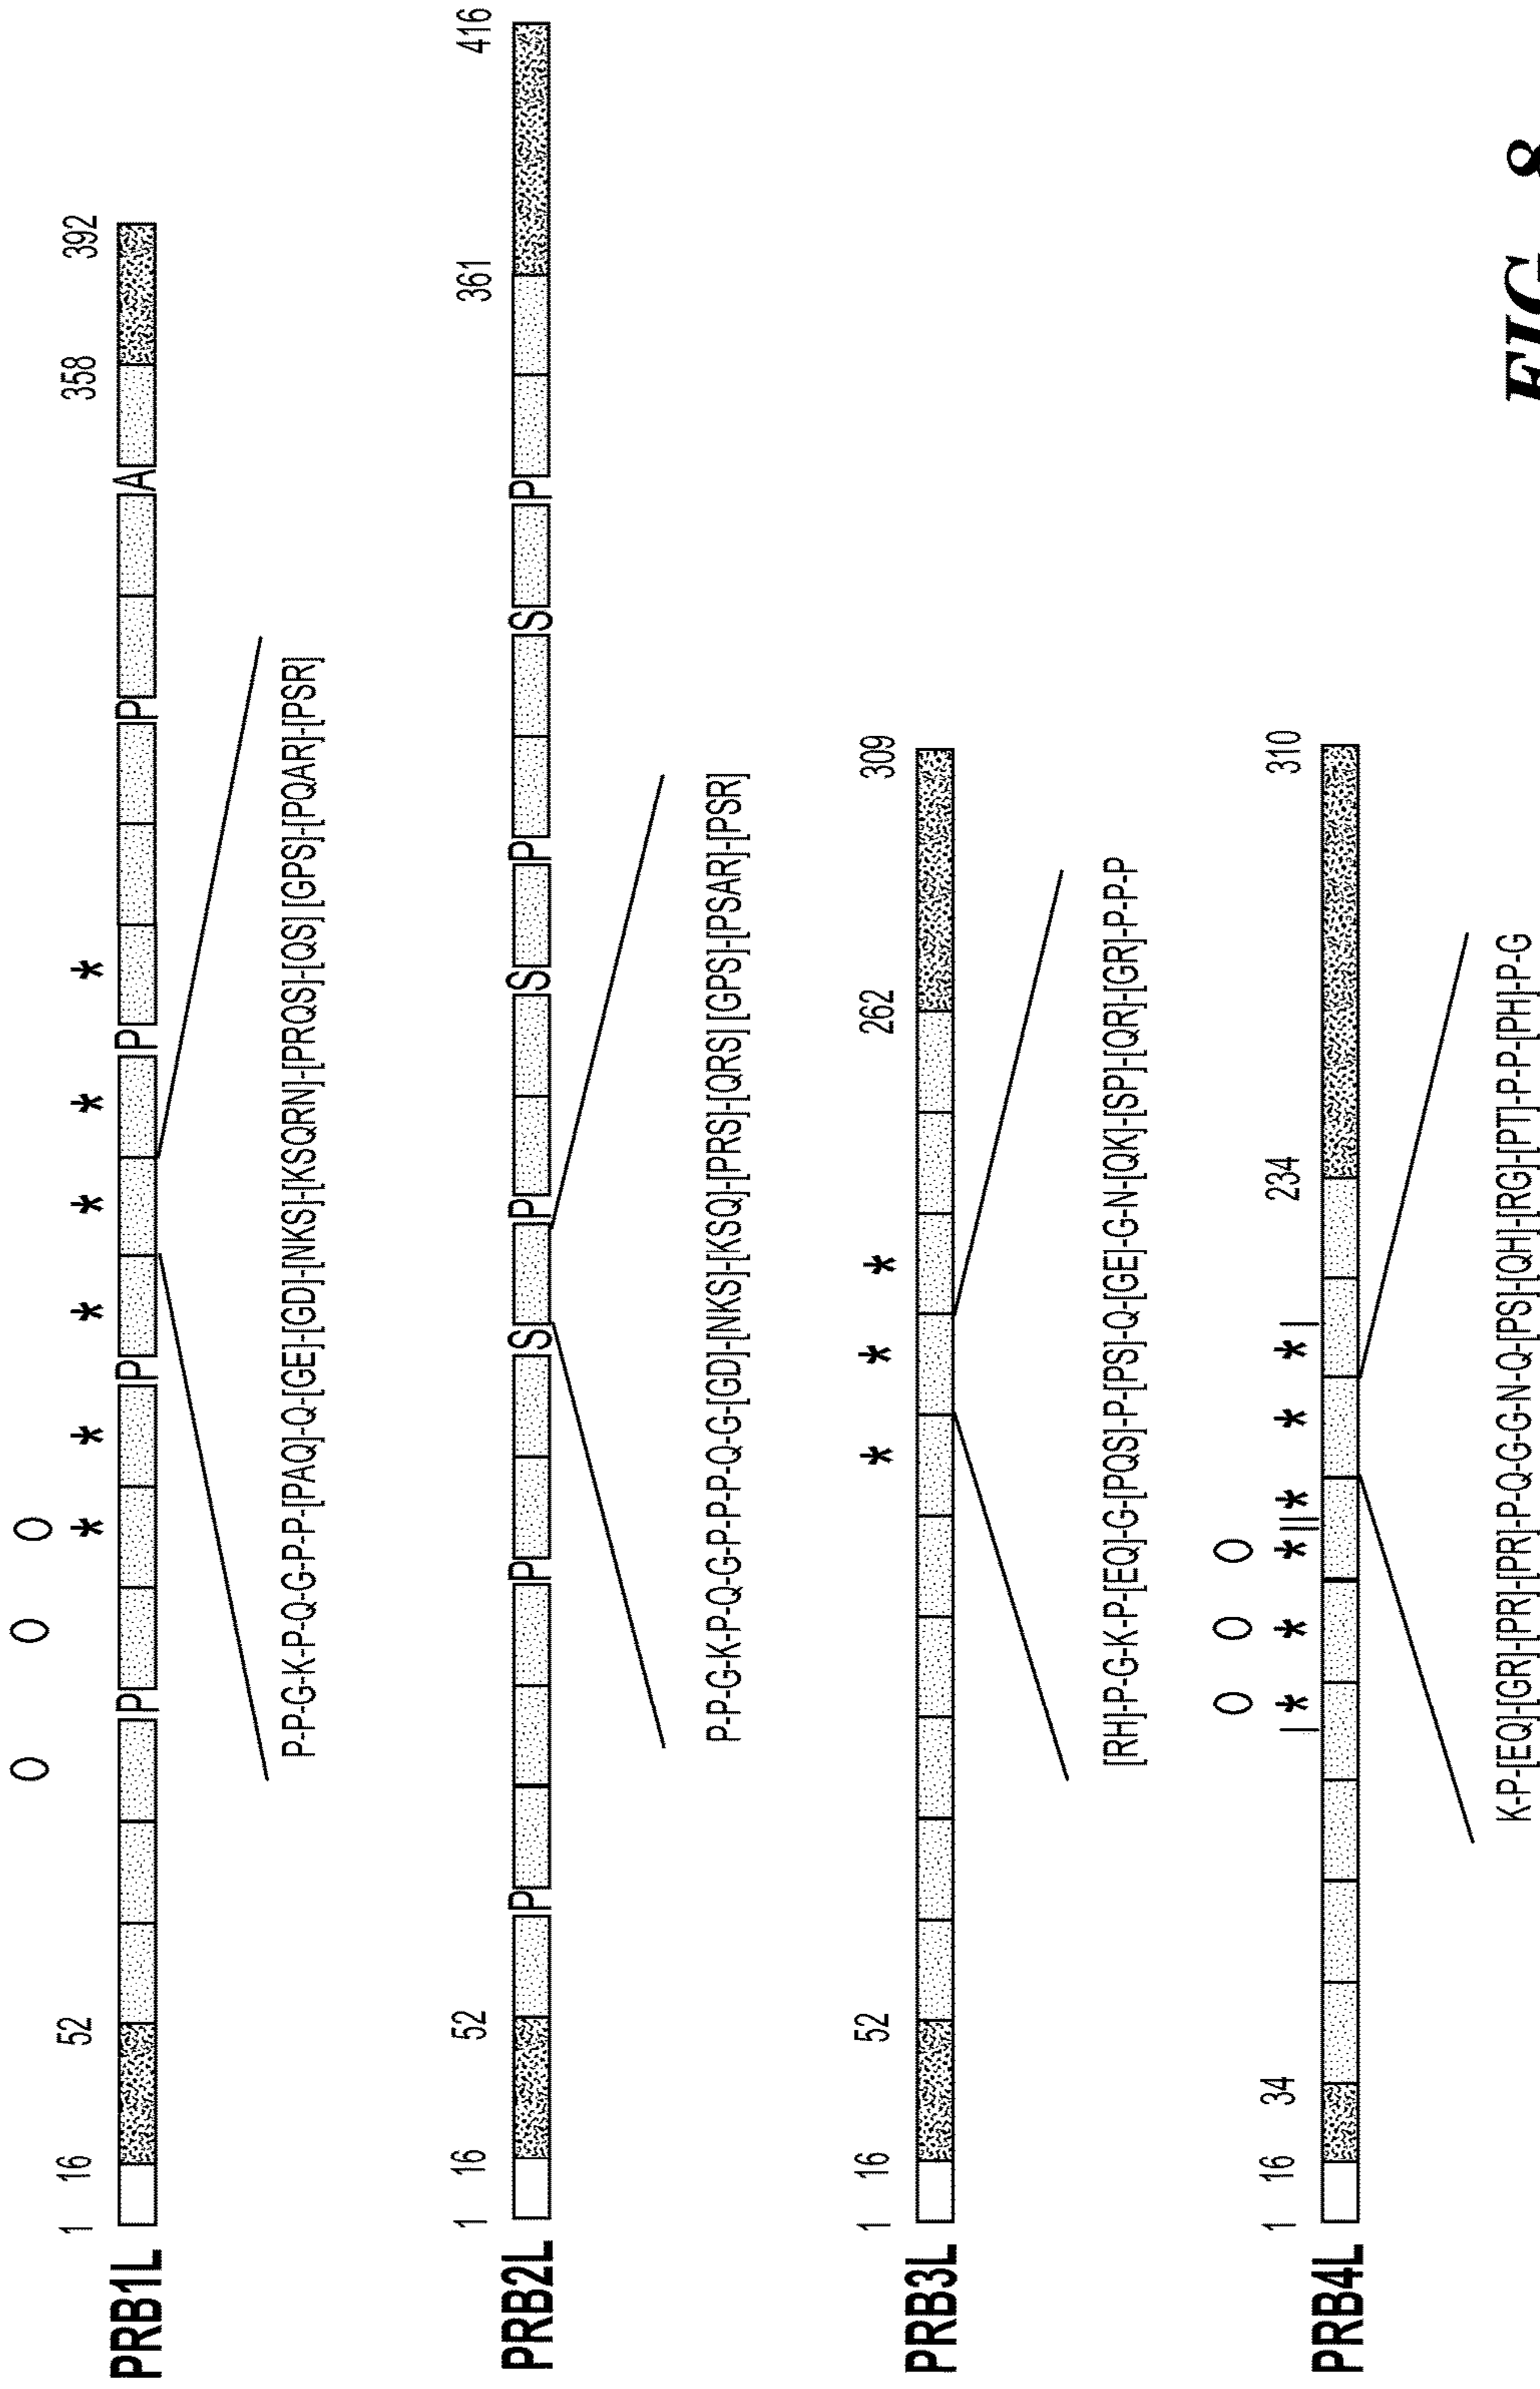 1 16 52 358 392
PRB1L P P P P A
O O O * * * * * *
P-P-G-K-P-Q-G-P-P-[PAQ]-Q-[GE]-[GD]-[NKS]-[KSQRN]-[PRQS]-[QS] [GPS]-[PQAR]-[PSR]
1 16 52 361 416
PRB2L P P S P S P S P
P-P-G-K-P-Q-G-P-P-P-Q-G-[GD]-[NKS]-[KSQ]-[PRS]-[QRS] [GPS]-[PSAR]-[PSR]
1 16 52 262 309
PRB3L
* * *
[RH]-P-G-K-P-[EQ]-G-[PQS]-P-[PS]-Q-[GE]-G-N-[QK]-[SP]-[QR]-[GR]-P-P-P
1 16 34 234 310
PRB4L
O O O * * * * * *
K-P-[EQ]-[GR]-[PR]-[PR]-P-Q-G-G-N-Q-[PS]-[QH]-[RG]-[PT]-P-P-[PH]-P-G
FIG. 8